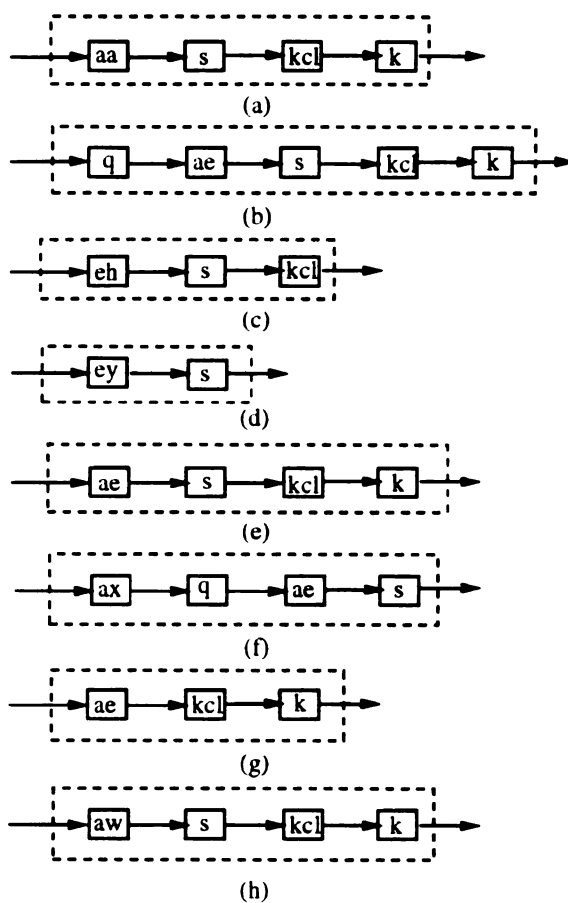 aa s kcl k
(a)
q ae s kcl k
(b)
eh s kcl
(c)
ey s
(d)
ae s kcl k
(e)
ax q ae s
(f)
ae kcl k
(g)
aw s kcl k
(h)